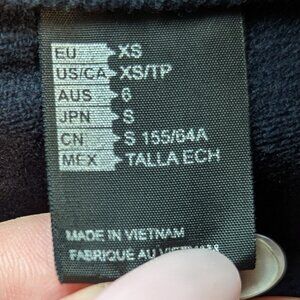 EU XS
US/CA XS/TP
AUS 6
JPN S
CN S 155/64A
MEX TALLA ECH
MADE IN VIETNAM
FABRIQUÉ AU VIETNAM